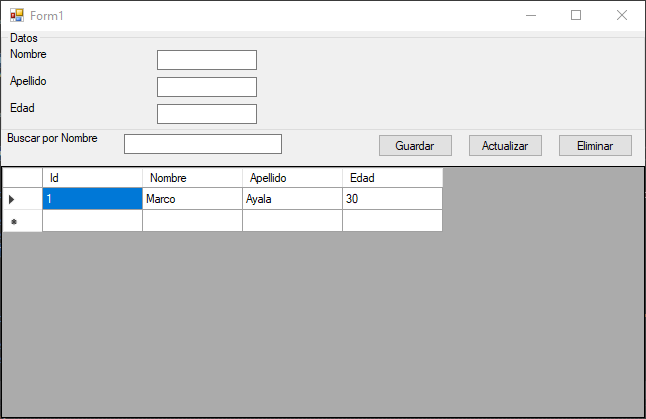 Form1
Datos
Nombre
Apellido
Edad
Buscar por Nombre
Guardar Actualizar Eliminar
Id Nombre Apellido Edad
1 Marco Ayala 30